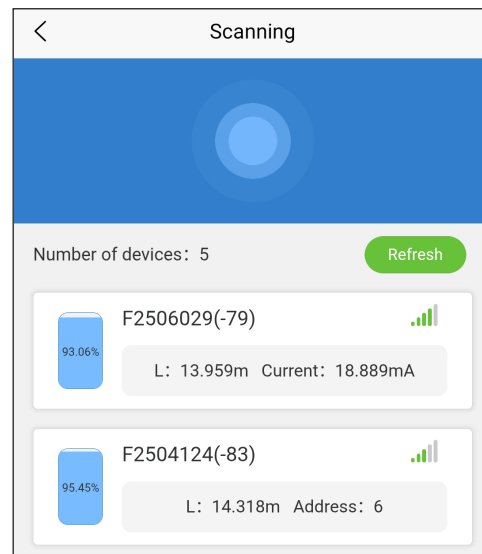 Scanning
Number of devices：5
Refresh
F2506029(-79)
93.06%
L：13.959m Current：18.889mA
F2504124(-83)
95.45%
L：14.318m Address：6